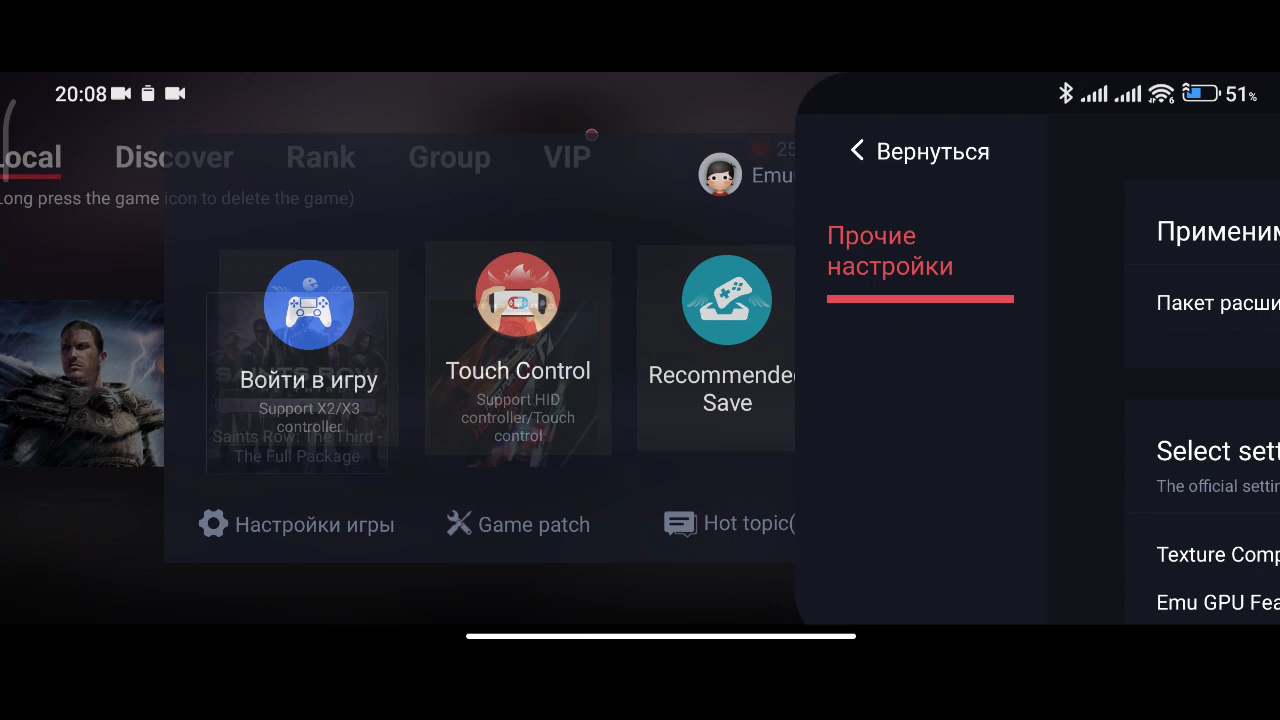 20:08
51%
Local Discover Rank Group VIP
25
Emu
Long press the game icon to delete the game)
Войти в игру
Support X2/X3
controller
Saints Row: The Third -
The Full Package
Touch Control
Support HID
controller/Touch
control
Recommended
Save
Настройки игры
Game patch
Hot topic(
Вернуться
Прочие
настройки
Применим
Пакет расши
Select sett
The official settin
Texture Comp
Emu GPU Fea